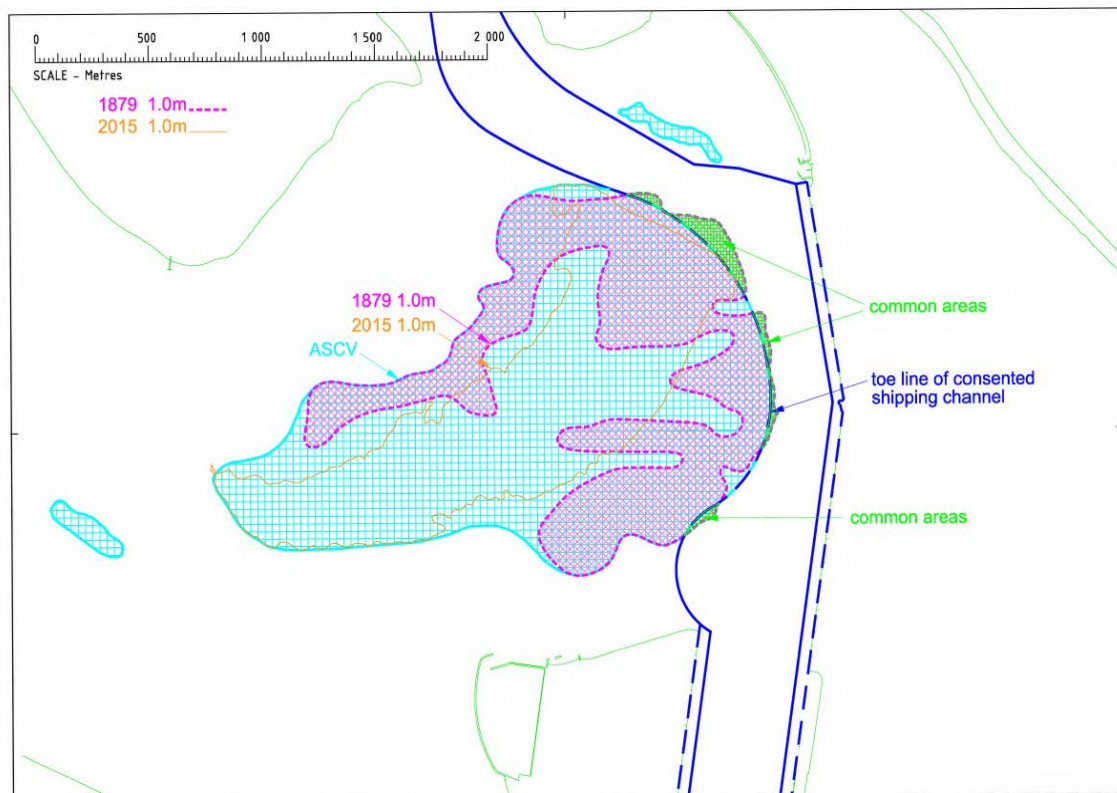 0 500 1 000 1 500 2 000
SCALE - Metres
1879 1.0m
2015 1.0m
1879 1.0m
2015 1.0m
ASCV
common areas
toe line of consented
shipping channel
common areas